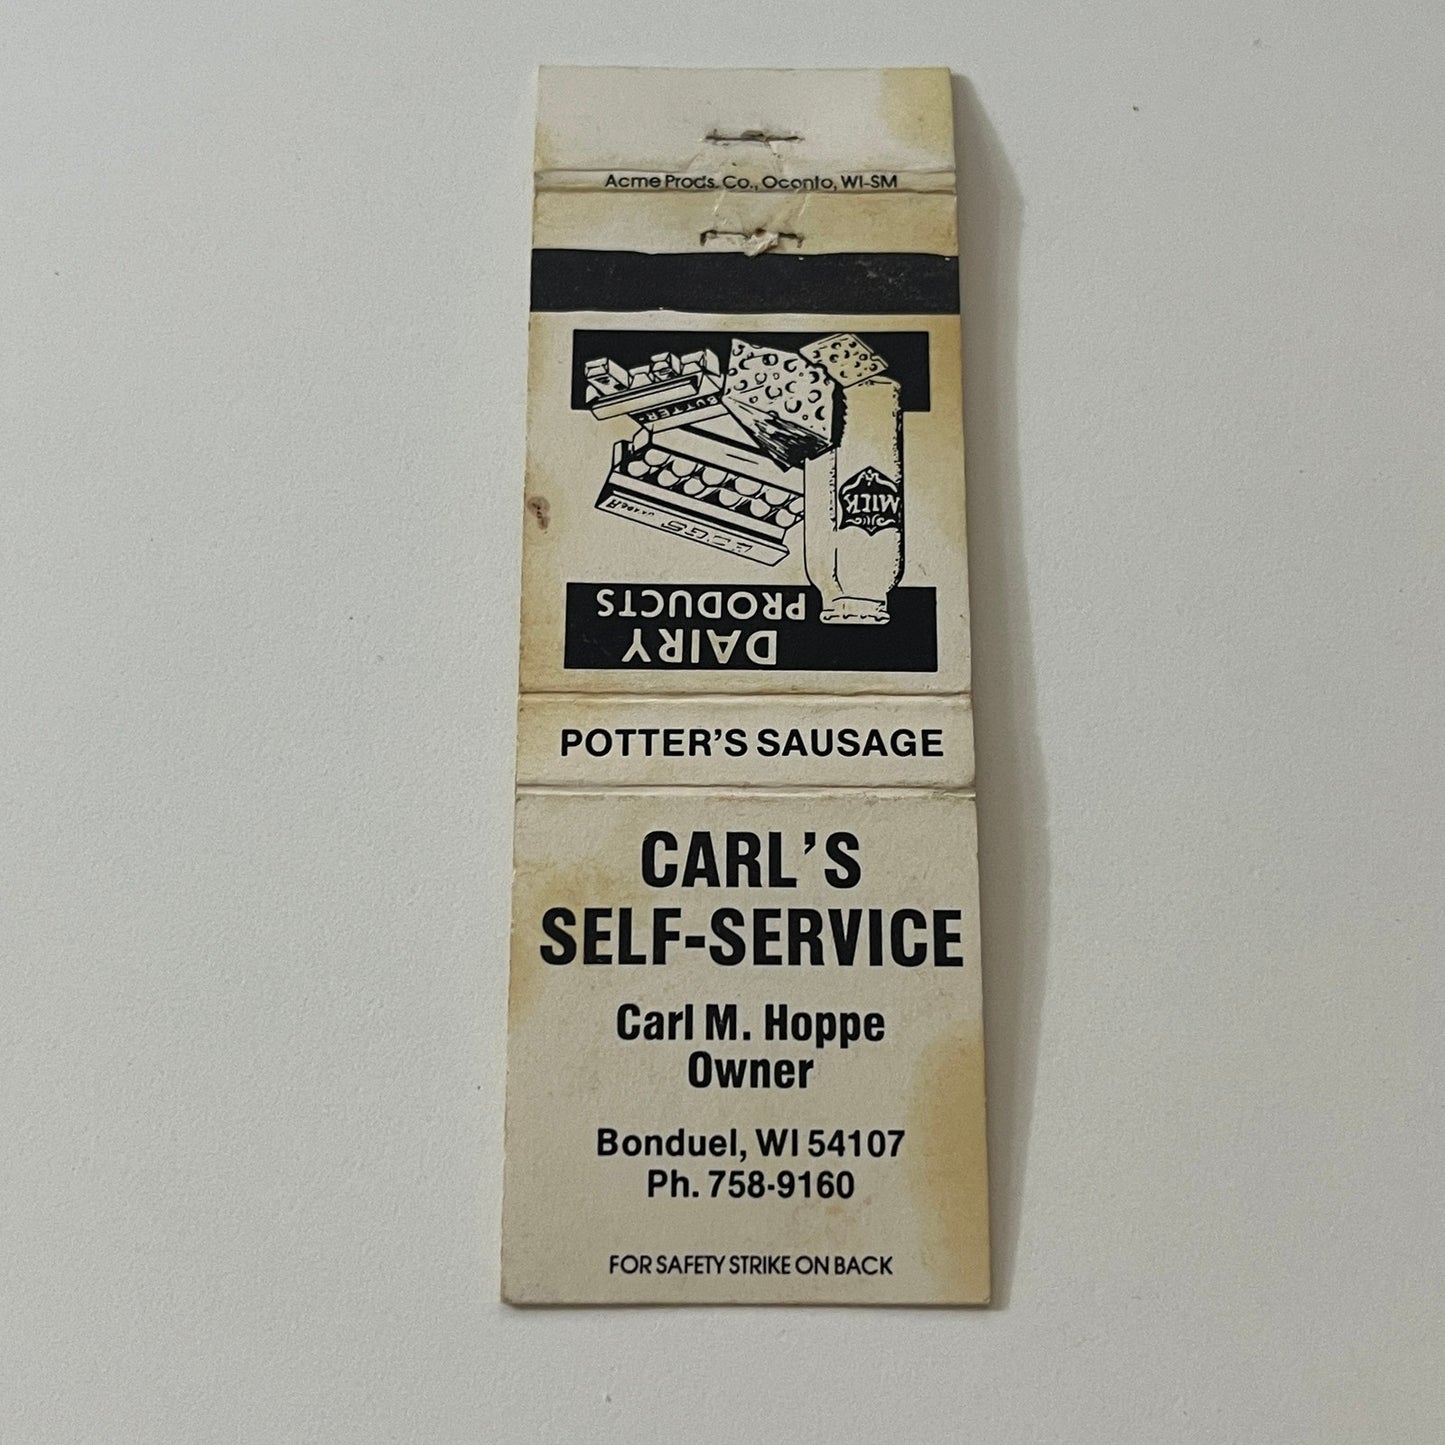 Acme Prods. Co., Oconto, WI-SM
BUTTER
EGGS
GRADE A
MILK
DAIRY
PRODUCTS
POTTER'S SAUSAGE
CARL'S
SELF-SERVICE
Carl M. Hoppe
Owner
Bonduel, WI 54107
Ph. 758-9160
FOR SAFETY STRIKE ON BACK